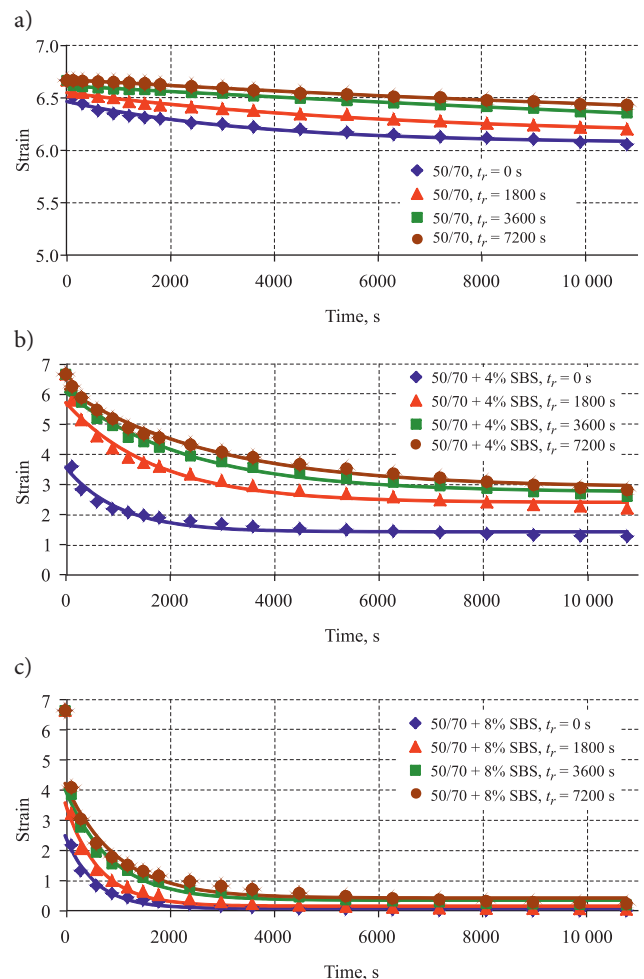 a)
7.0
6.5
6.0
5.5
5.0
Strain
50/70, tr = 0 s
50/70, tr = 1800 s
50/70, tr = 3600 s
50/70, tr = 7200 s
0 2000 4000 6000 8000 10 000
Time, s
b)
7
6
5
4
3
2
1
0
Strain
50/70 + 4% SBS, tr = 0 s
50/70 + 4% SBS, tr = 1800 s
50/70 + 4% SBS, tr = 3600 s
50/70 + 4% SBS, tr = 7200 s
0 2000 4000 6000 8000 10 000
Time, s
c)
7
6
5
4
3
2
1
0
Strain
50/70 + 8% SBS, tr = 0 s
50/70 + 8% SBS, tr = 1800 s
50/70 + 8% SBS, tr = 3600 s
50/70 + 8% SBS, tr = 7200 s
0 2000 4000 6000 8000 10 000
Time, s